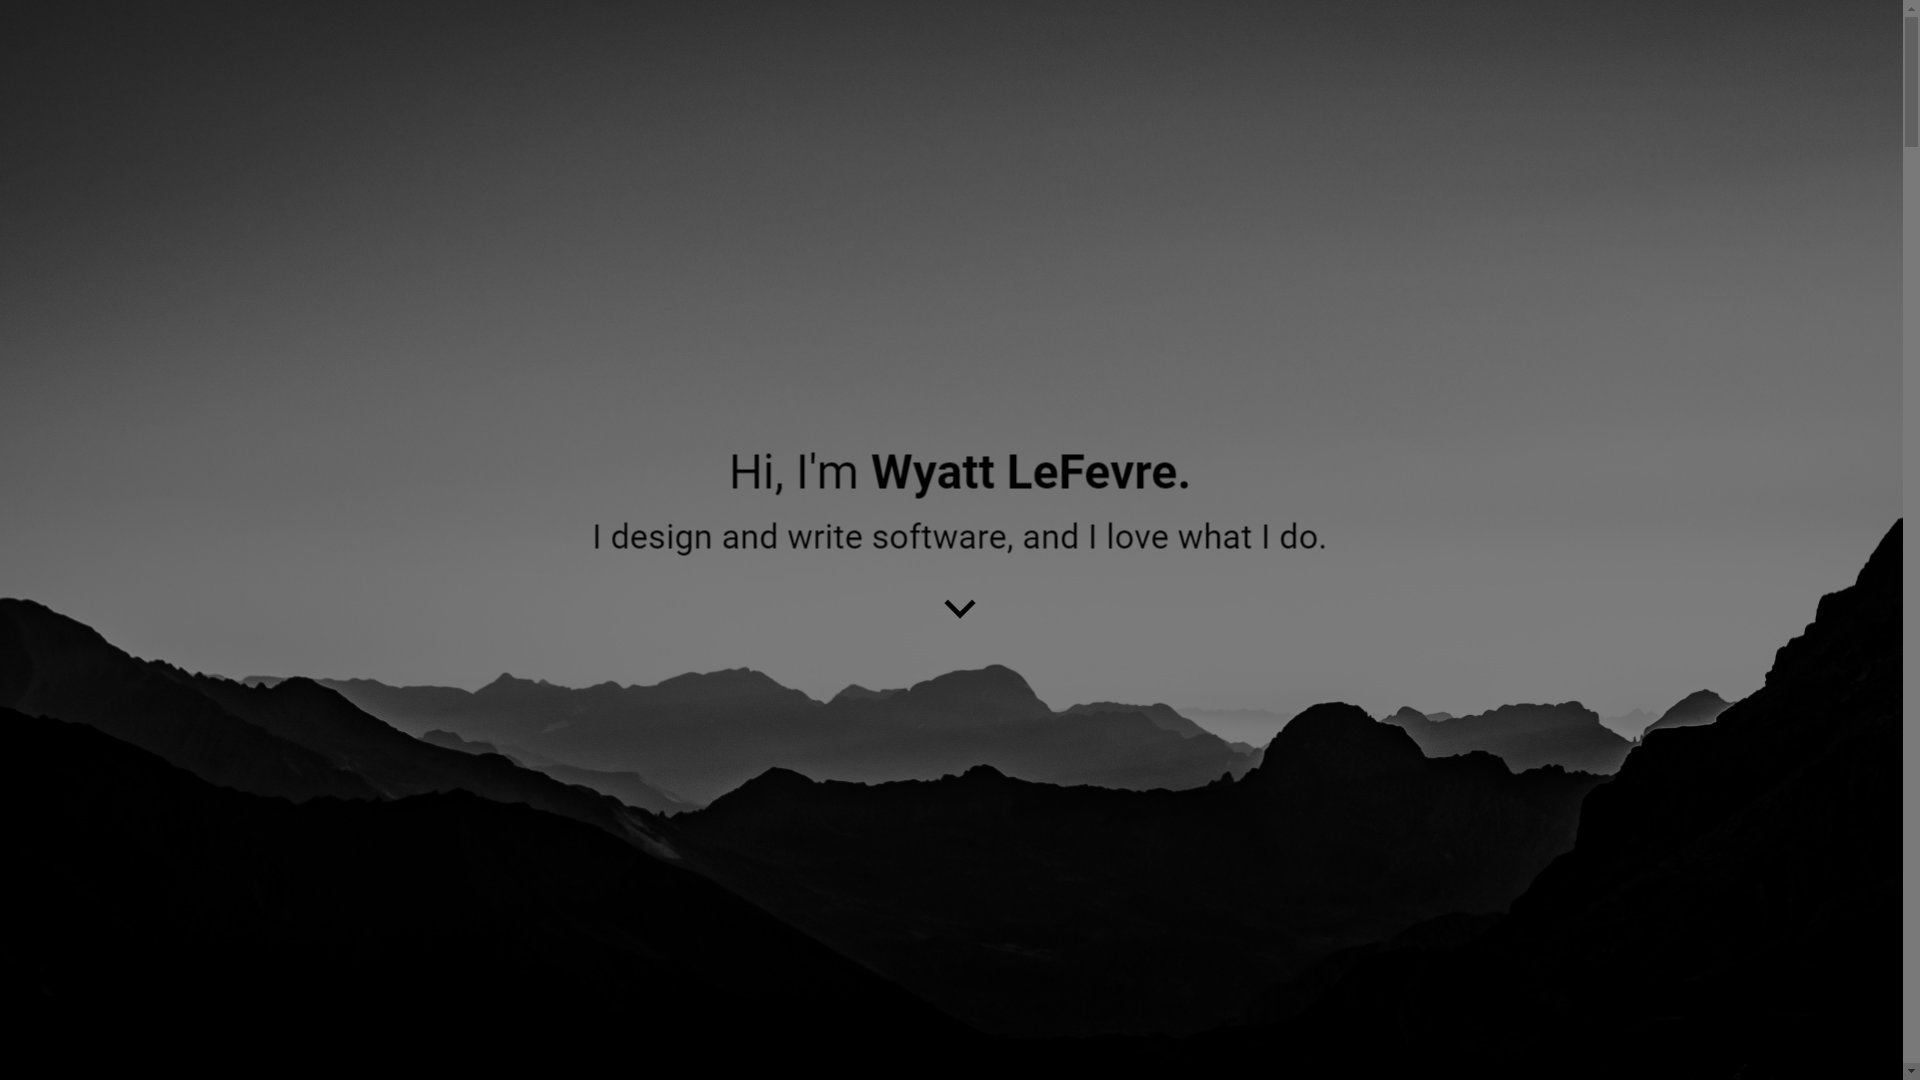 Hi, I'm Wyatt LeFevre.
I design and write software, and I love what I do.